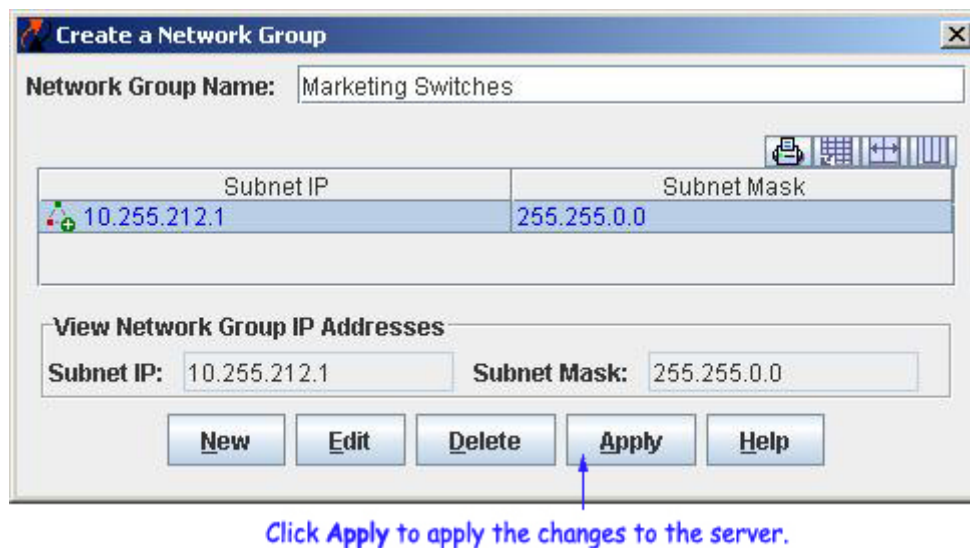 Create a Network Group
Network Group Name: Marketing Switches
Subnet IP Subnet Mask
10.255.212.1 255.255.0.0
View Network Group IP Addresses
Subnet IP: 10.255.212.1 Subnet Mask: 255.255.0.0
New Edit Delete Apply Help
Click Apply to apply the changes to the server.